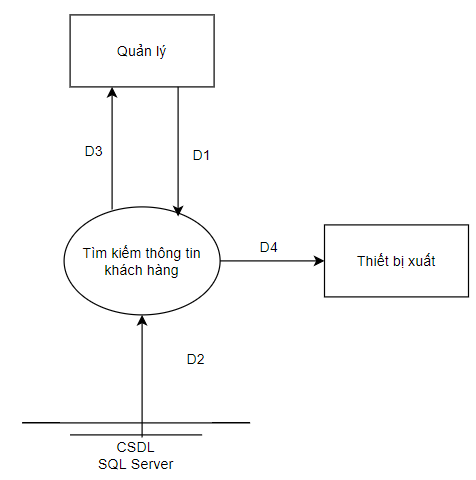 Quản lý
D3
D1
Tìm kiếm thông tin
khách hàng
D4
Thiết bị xuất
D2
CSDL
SQL Server